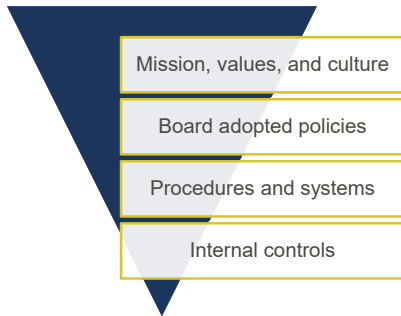 Mission, values, and culture
Board adopted policies
Procedures and systems
Internal controls